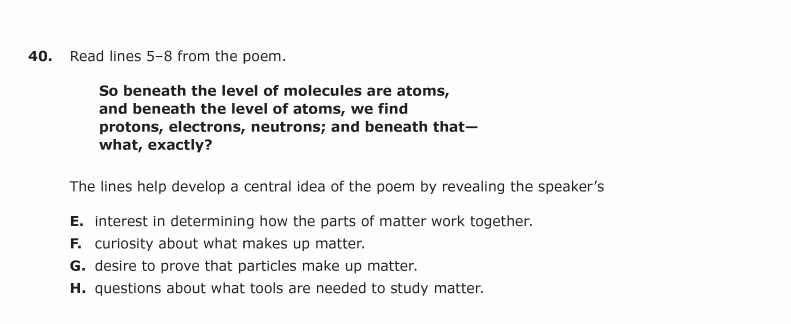 40. Read lines 5–8 from the poem.
So beneath the level of molecules are atoms,
and beneath the level of atoms, we find
protons, electrons, neutrons; and beneath that—
what, exactly?
The lines help develop a central idea of the poem by revealing the speaker’s
E. interest in determining how the parts of matter work together.
F. curiosity about what makes up matter.
G. desire to prove that particles make up matter.
H. questions about what tools are needed to study matter.